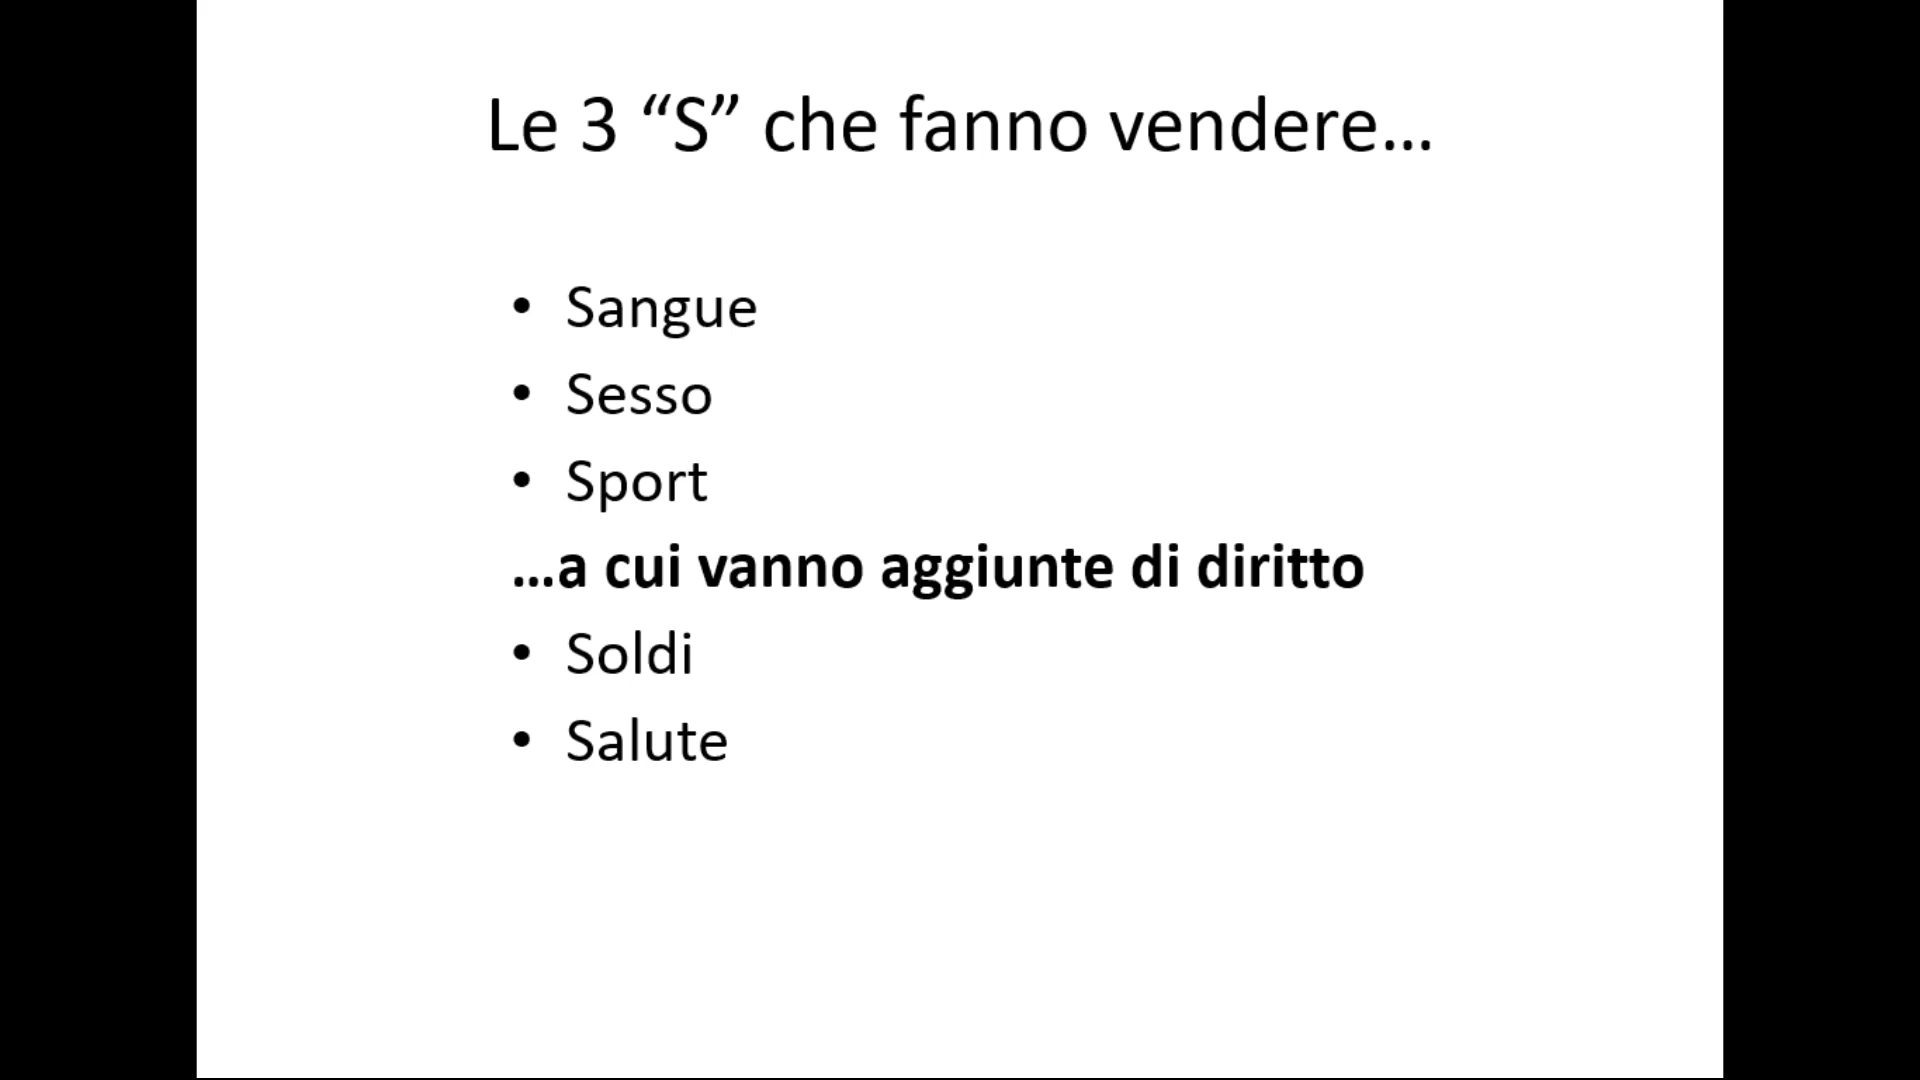 Le 3 “S” che fanno vendere...
• Sangue
• Sesso
• Sport
...a cui vanno aggiunte di diritto
• Soldi
• Salute